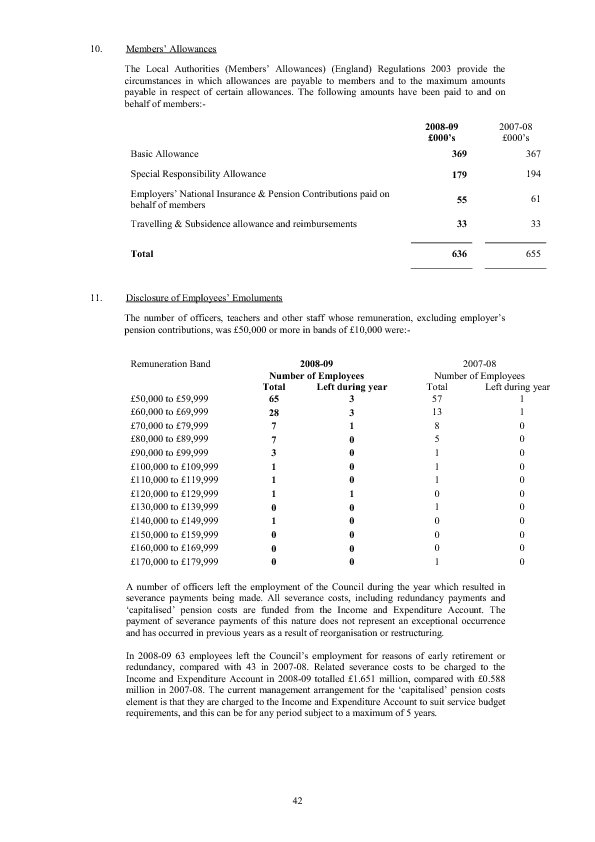 10. Members' Allowances
The Local Authorities (Members' Allowances) (England) Regulations 2003 provide the
circumstances in which allowances are payable to members and to the maximum amounts
payable in respect of certain allowances. The following amounts have been paid to and on
behalf of members:-
2008-09 2007-08
£000's £000's
Basic Allowance 369 367
Special Responsibility Allowance 179 194
Employers' National Insurance & Pension Contributions paid on
behalf of members 55 61
Travelling & Subsidence allowance and reimbursements 33 33
Total 636 655
11. Disclosure of Employees' Emoluments
The number of officers, teachers and other staff whose remuneration, excluding employer's
pension contributions, was £50,000 or more in bands of £10,000 were:-
Remuneration Band 2008-09 2007-08
Number of Employees Number of Employees
Total Left during year Total Left during year
£50,000 to £59,999 65 3 57 1
£60,000 to £69,999 28 3 13 1
£70,000 to £79,999 7 1 8 0
£80,000 to £89,999 7 0 5 0
£90,000 to £99,999 3 0 1 0
£100,000 to £109,999 1 0 1 0
£110,000 to £119,999 1 0 1 0
£120,000 to £129,999 1 1 0 0
£130,000 to £139,999 0 0 1 0
£140,000 to £149,999 1 0 0 0
£150,000 to £159,999 0 0 0 0
£160,000 to £169,999 0 0 0 0
£170,000 to £179,999 0 0 1 0
A number of officers left the employment of the Council during the year which resulted in
severance payments being made. All severance costs, including redundancy payments and
'capitalised' pension costs are funded from the Income and Expenditure Account. The
payment of severance payments of this nature does not represent an exceptional occurrence
and has occurred in previous years as a result of reorganisation or restructuring.
In 2008-09 63 employees left the Council's employment for reasons of early retirement or
redundancy, compared with 43 in 2007-08. Related severance costs to be charged to the
Income and Expenditure Account in 2008-09 totalled £1.651 million, compared with £0.588
million in 2007-08. The current management arrangement for the 'capitalised' pension costs
element is that they are charged to the Income and Expenditure Account to suit service budget
requirements, and this can be for any period subject to a maximum of 5 years.
42